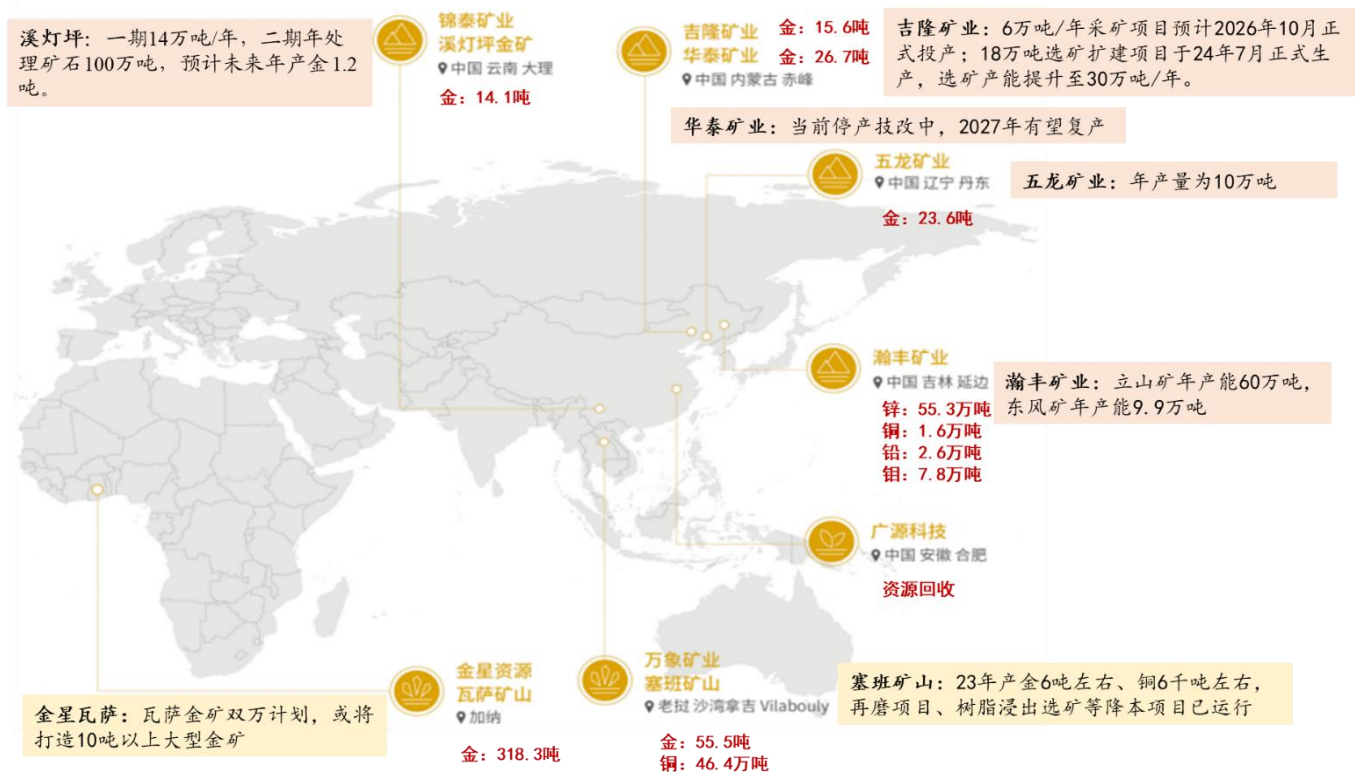 溪灯坪：一期14万吨/年，二期年处
理矿石100万吨，预计未来年产金1.2
吨。
锦泰矿业
溪灯坪金矿
中国 云南 大理
金：14.1吨
吉隆矿业 金：15.6吨
华泰矿业 金：26.7吨
中国 内蒙古 赤峰
吉隆矿业：6万吨/年采矿项目预计2026年10月正
式投产；18万吨选矿扩建项目于24年7月正式生
产，选矿产能提升至30万吨/年。
华泰矿业：当前停产技改中，2027年有望复产
五龙矿业
中国 辽宁 丹东
金：23.6吨
五龙矿业：年产量为10万吨
瀚丰矿业
中国 吉林 延边
锌：55.3万吨
铜：1.6万吨
铅：2.6万吨
钼：7.8万吨
瀚丰矿业：立山矿年产能60万吨，
东风矿年产能9.9万吨
广源科技
中国 安徽 合肥
资源回收
金星瓦萨：瓦萨金矿双万计划，或将
打造10吨以上大型金矿
金星资源
瓦萨矿山
加纳
金：318.3吨
万象矿业
塞班矿山
老挝 沙湾拿吉 Vilabouly
金：55.5吨
铜：46.4万吨
塞班矿山：23年产金6吨左右、铜6千吨左右，
再磨项目、树脂浸出选矿等降本项目已运行